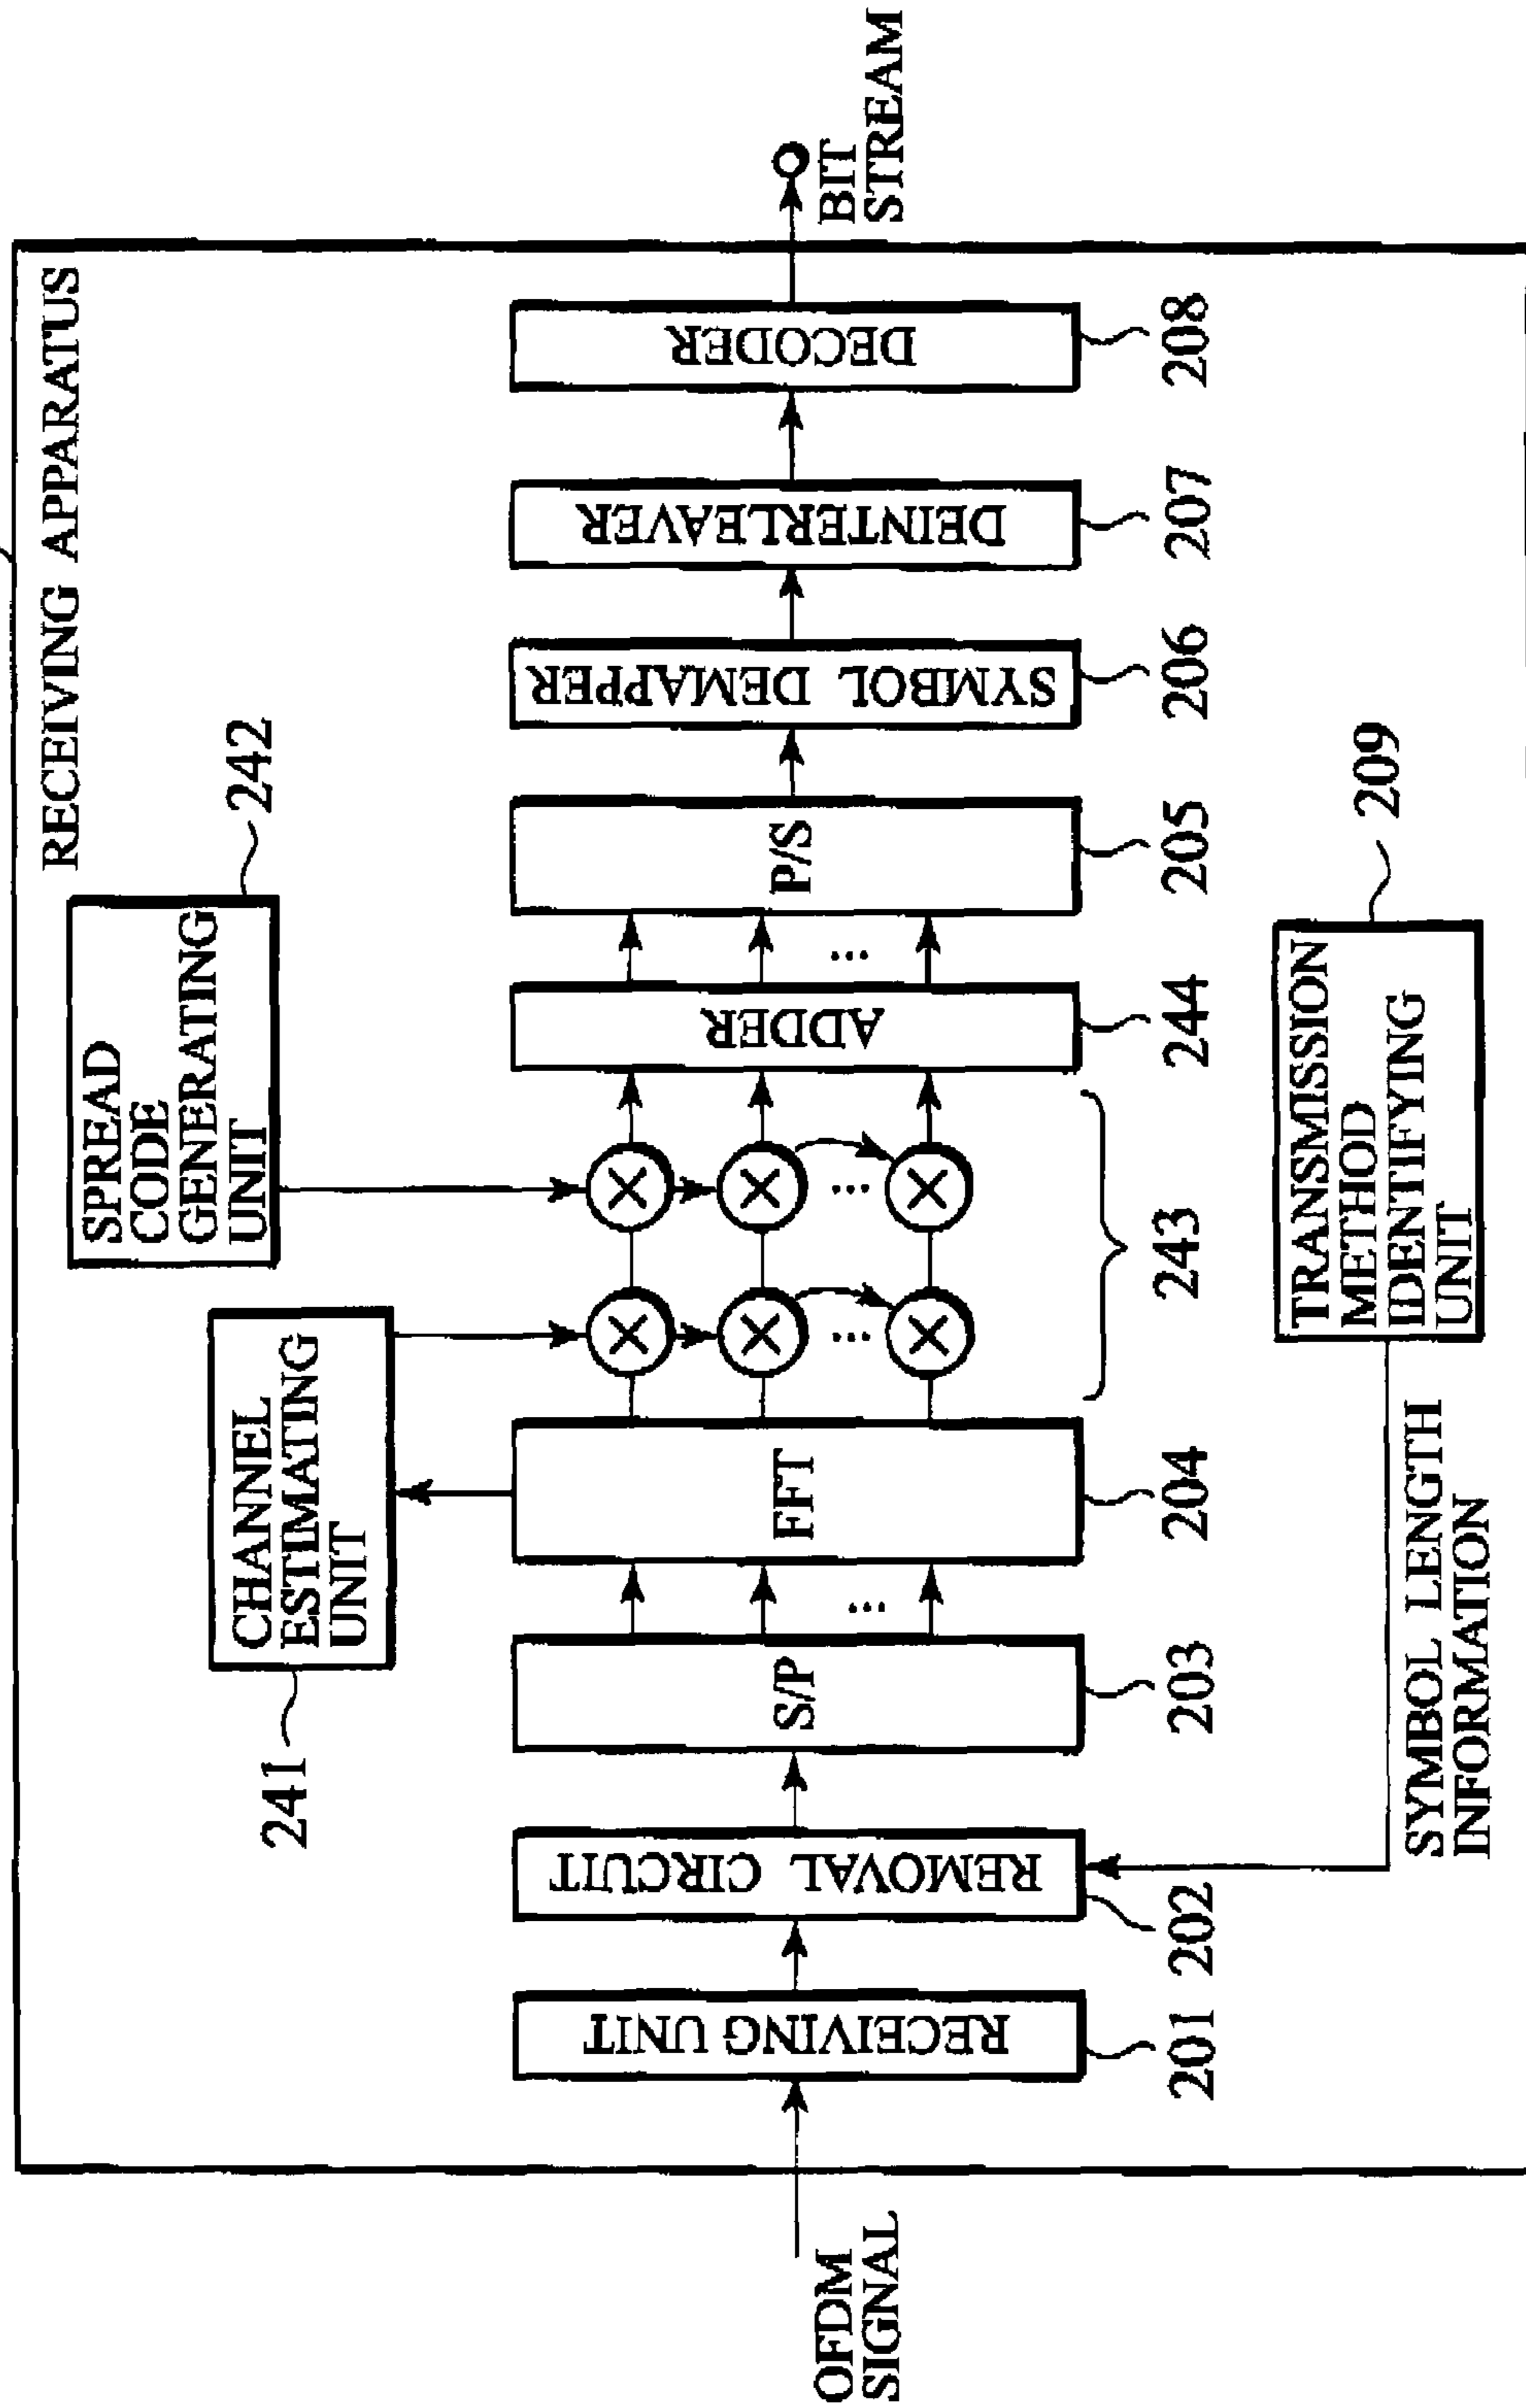 RECEIVING APPARATUS
SPREAD
CODE
GENERATING
UNIT
242
CHANNEL
ESTIMATING
UNIT
241
OFDM
SIGNAL
RECEIVING UNIT
REMOVAL CIRCUIT
S/P
...
FFT
...
...
ADDER
...
P/S
SYMBOL DEMAPPER
DEINTERLEAVER
DECODER
BIT
STREAM
201
202
203
204
243
244
205
206
207
208
TRANSMISSION
METHOD
IDENTIFYING
UNIT
209
SYMBOL LENGTH
INFORMATION